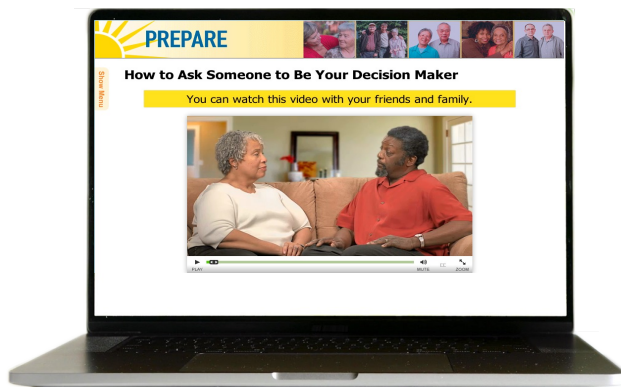 PREPARE
Show Menu
How to Ask Someone to Be Your Decision Maker
You can watch this video with your friends and family.
PLAY
MUTE
CC
ZOOM